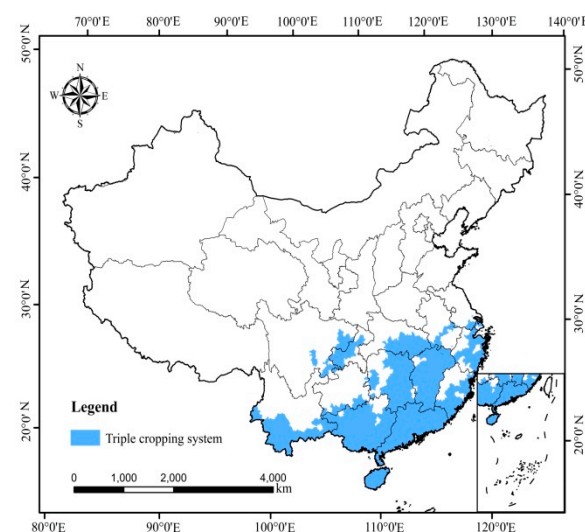 70°0'E 80°0'E 90°0'E 100°0'E 110°0'E 120°0'E 130°0'E 140°0'E
50°0'N 50°0'N
N
W E
S
40°0'N 40°0'N
30°0'N 30°0'N
Legend
20°0'N Triple cropping system 20°0'N
0 1,000 2,000 4,000
km
80°0'E 90°0'E 100°0'E 110°0'E 120°0'E